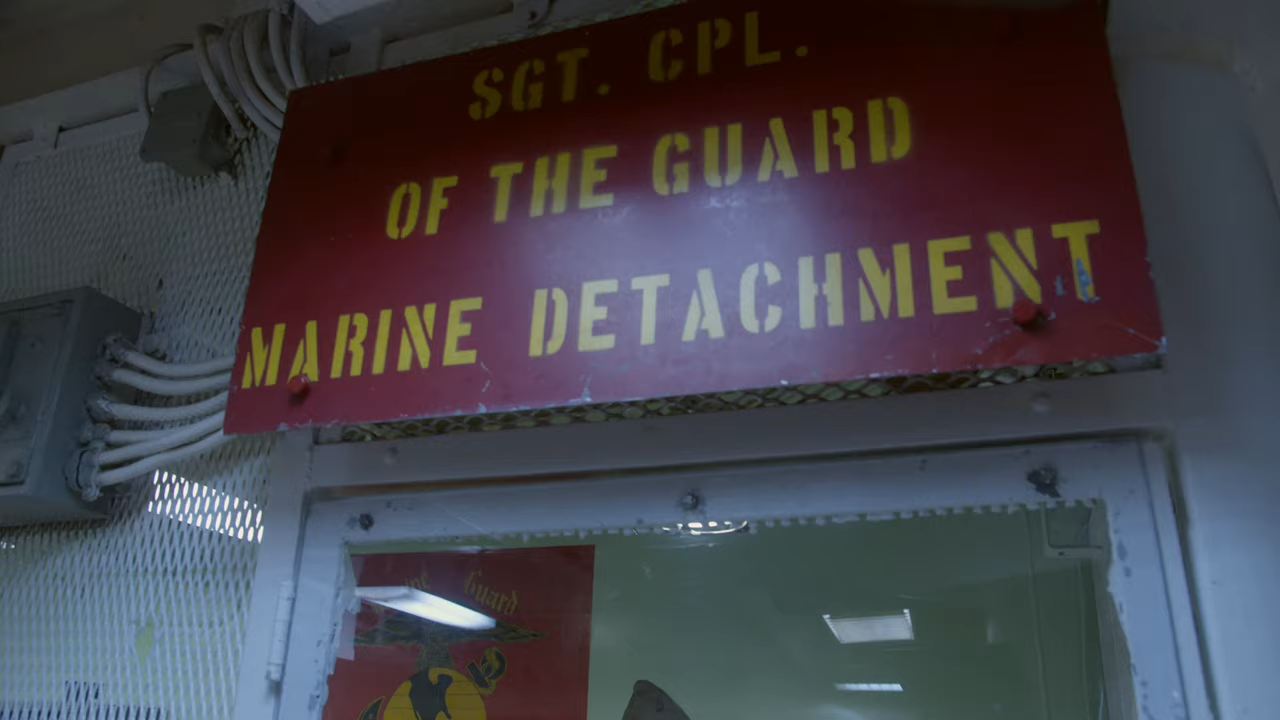 SGT. CPL.
OF THE GUARD
MARINE DETACHMENT
Guard